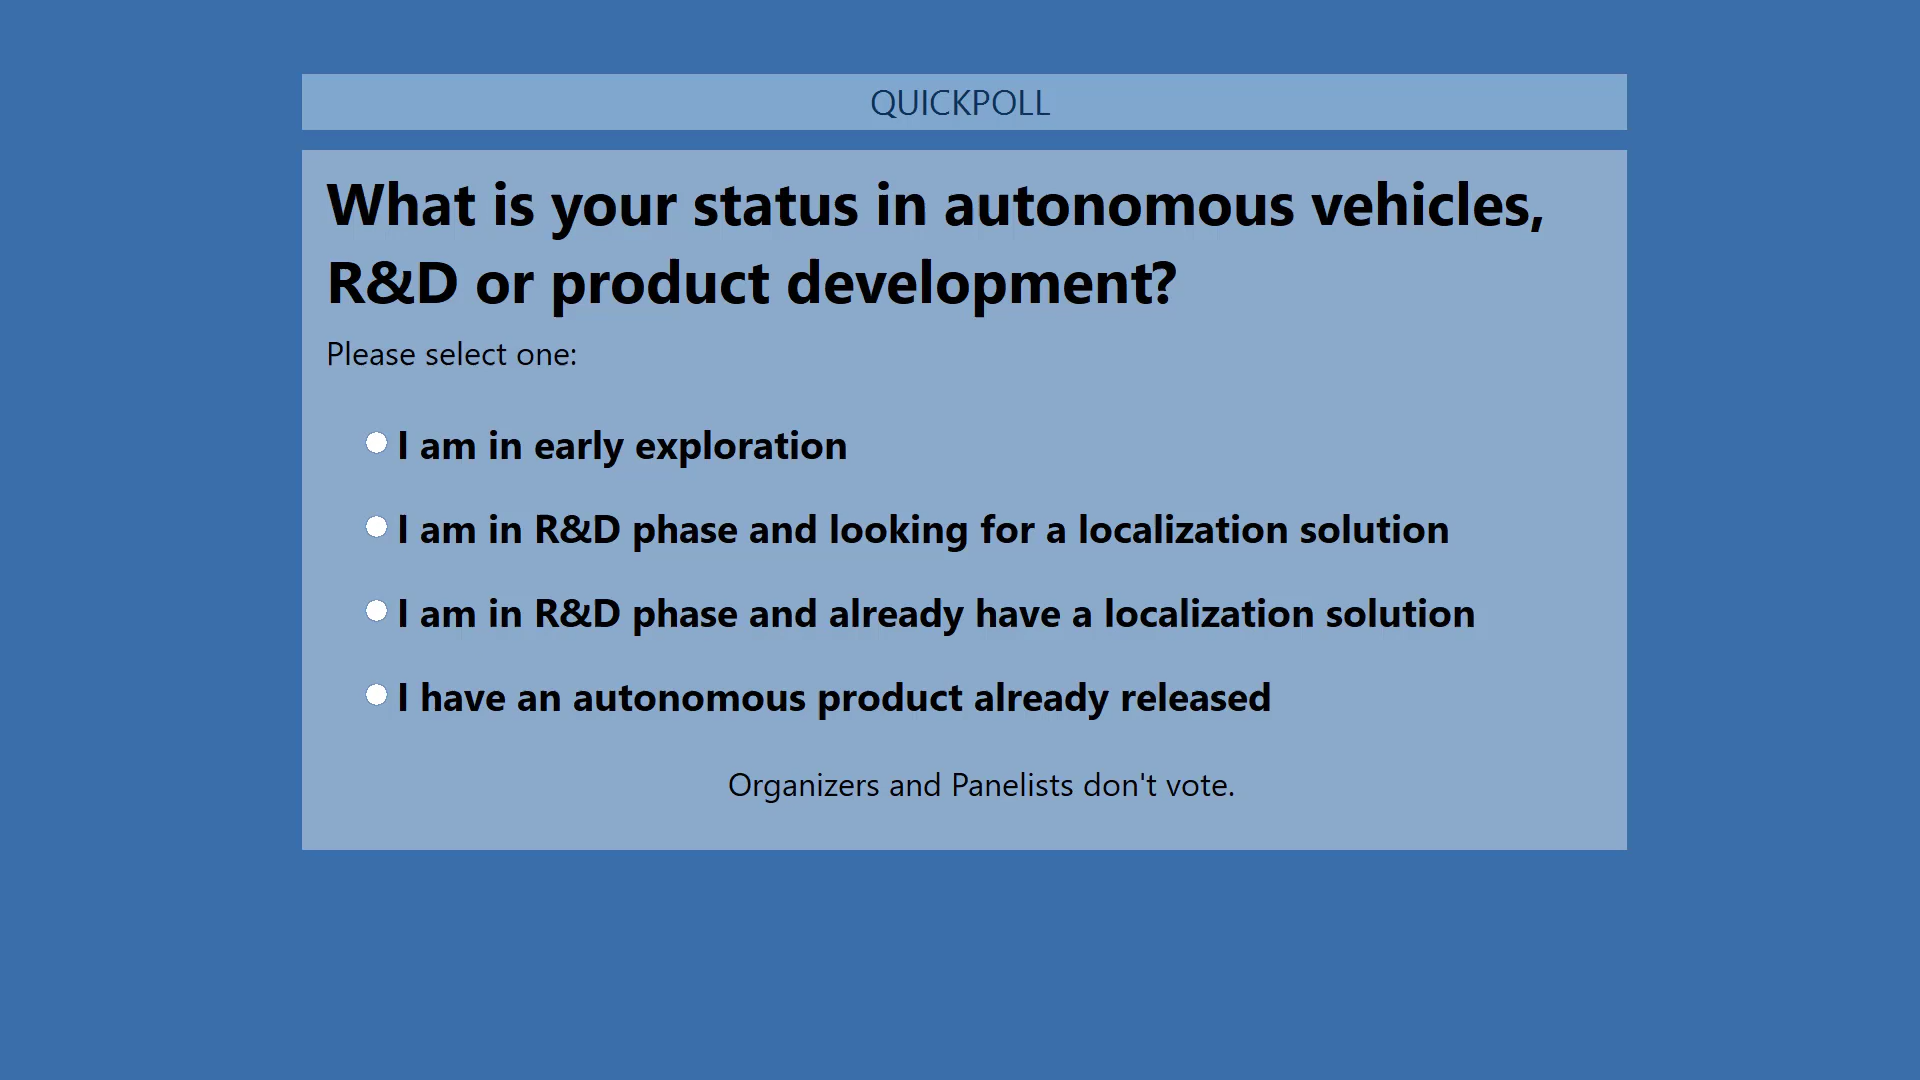 QUICKPOLL
What is your status in autonomous vehicles,
R&D or product development?
Please select one:
I am in early exploration
I am in R&D phase and looking for a localization solution
I am in R&D phase and already have a localization solution
I have an autonomous product already released
Organizers and Panelists don't vote.